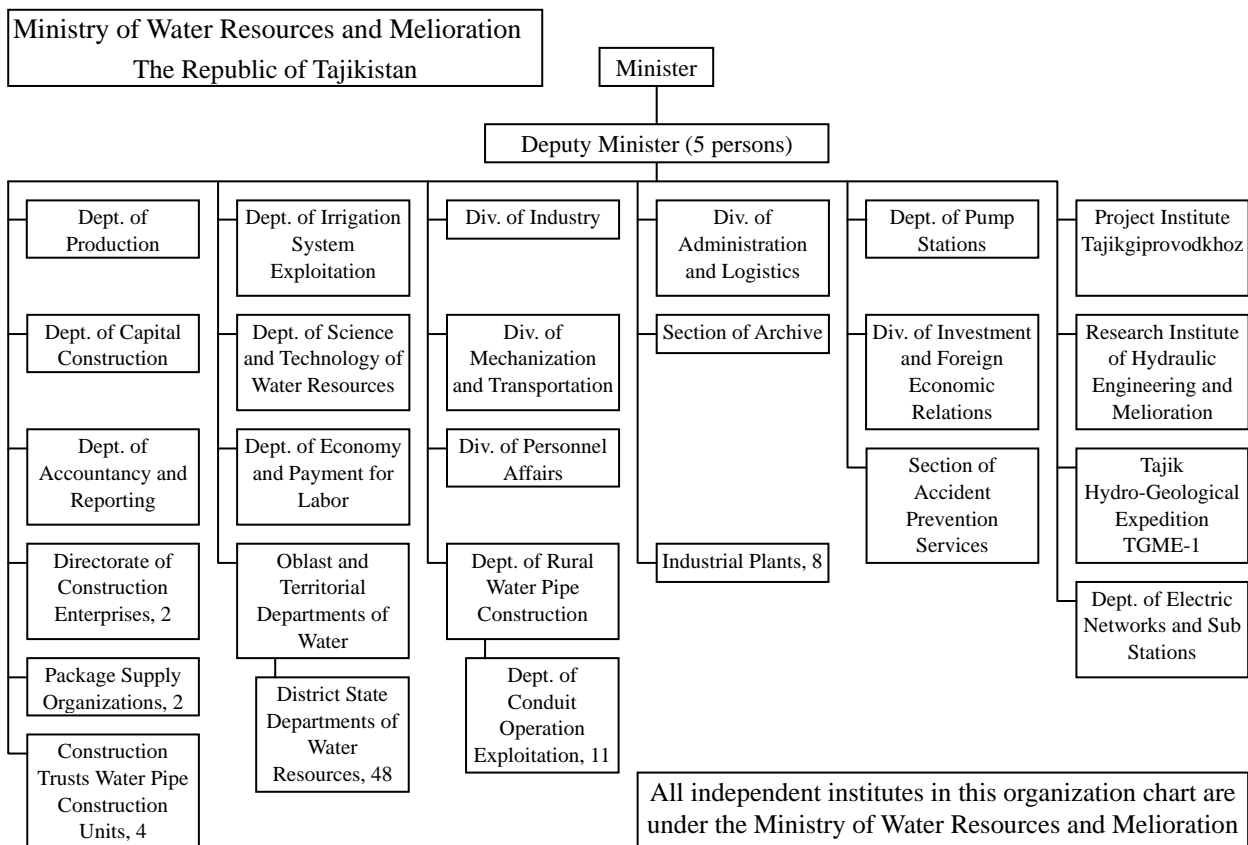 Ministry of Water Resources and Melioration
The Republic of Tajikistan
Minister
Deputy Minister (5 persons)
Dept. of
Production
Dept. of Capital
Construction
Dept. of
Accountancy and
Reporting
Directorate of
Construction
Enterprises, 2
Package Supply
Organizations, 2
Construction
Trusts Water Pipe
Construction
Units, 4
Dept. of Irrigation
System
Exploitation
Dept. of Science
and Technology of
Water Resources
Dept. of Economy
and Payment for
Labor
Oblast and
Territorial
Departments of
Water
District State
Departments of
Water
Resources, 48
Div. of Industry
Div. of
Mechanization
and Transportation
Div. of Personnel
Affairs
Dept. of Rural
Water Pipe
Construction
Dept. of
Conduit
Operation
Exploitation, 11
Div. of
Administration
and Logistics
Section of Archive
Industrial Plants, 8
Dept. of Pump
Stations
Div. of Investment
and Foreign
Economic
Relations
Section of
Accident
Prevention
Services
Project Institute
Tajikgiprovodkhoz
Research Institute
of Hydraulic
Engineering and
Melioration
Tajik
Hydro-Geological
Expedition
TGME-1
Dept. of Electric
Networks and Sub
Stations
All independent institutes in this organization chart are
under the Ministry of Water Resources and Melioration